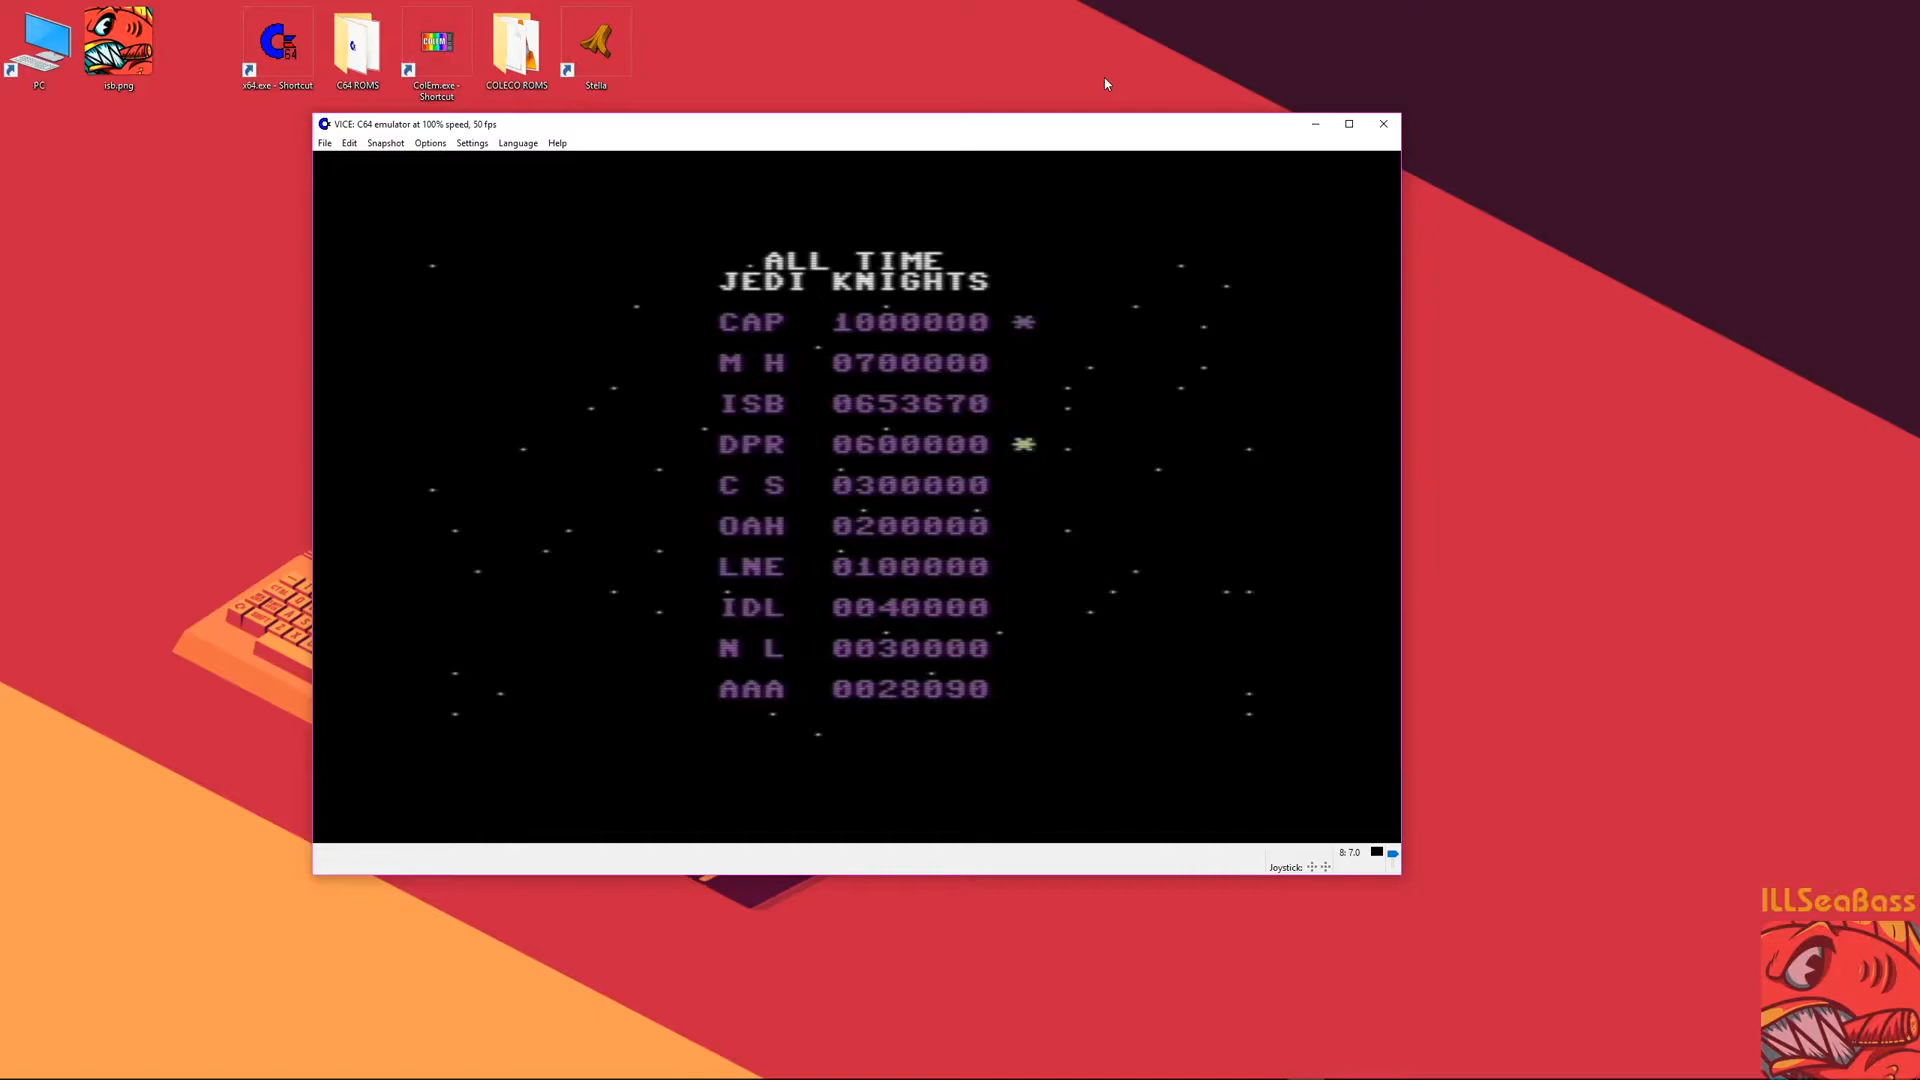 PC
isb.png
x64.exe - Shortcut
C64 ROMS
COLEM
ColEm.exe -
Shortcut
COLECO ROMS
Stella
VICE: C64 emulator at 100% speed, 50 fps
File Edit Snapshot Options Settings Language Help
ALL TIME
JEDI KNIGHTS
CAP 1000000 *
M H 0700000
ISB 0653670
DPR 0600000 *
C S 0300000
OAH 0200000
LNE 0100000
IDL 0040000
N L 0030000
AAA 0028090
8: 7.0
Joystick:
ILLSeaBass